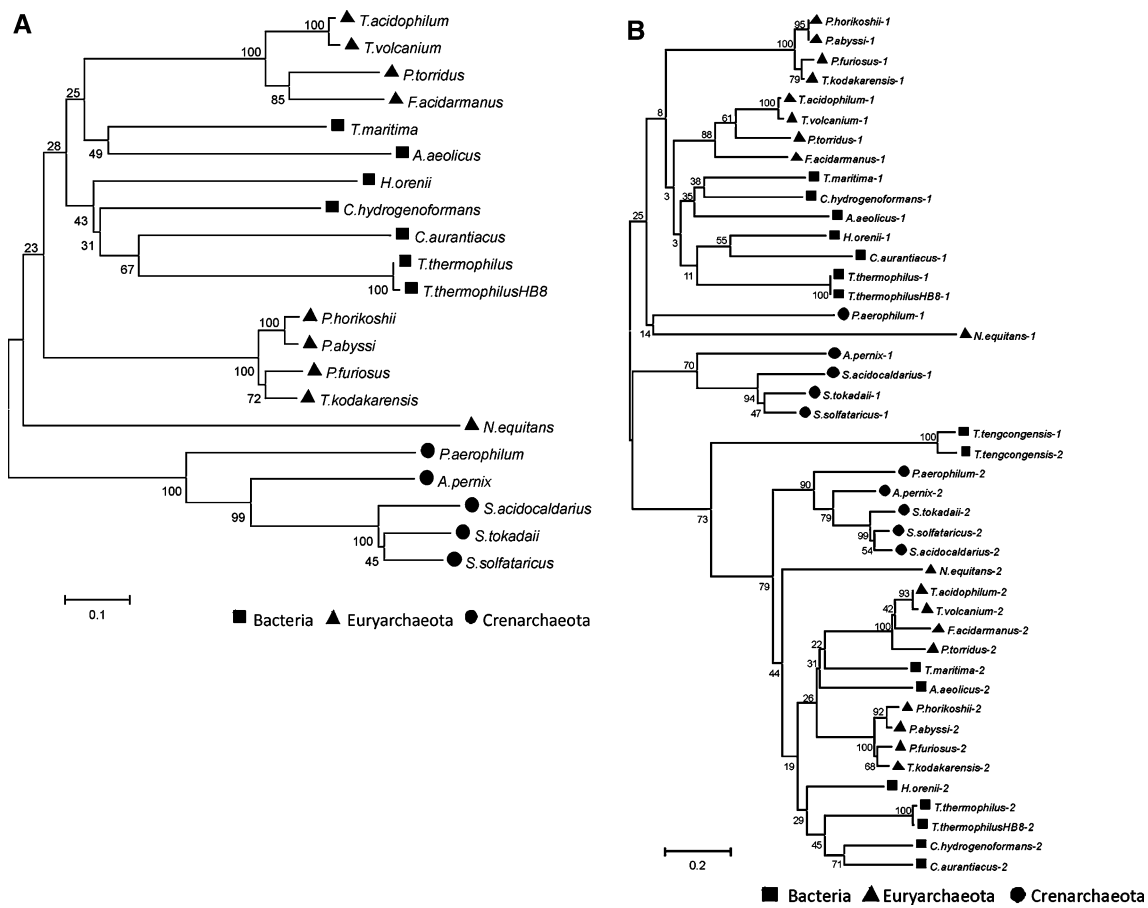 A
100
T.acidophilum
100
T.volcanium
P.torridus
85
F.acidarmanus
25
T.maritima
49
A.aeolicus
28
H.orenii
43
C.hydrogenoformans
31
C.aurantiacus
67
T.thermophilus
100
T.thermophilusHB8
23
P.horikoshii
100
P.abyssi
100
P.furiosus
72
T.kodakarensis
N.equitans
P.aerophilum
100
A.pernix
99
S.acidocaldarius
100
S.tokadaii
45
S.solfataricus
0.1
Bacteria Euryarchaeota Crenarchaeota
B
95
P.horikoshii-1
100
P.abyssi-1
P.furiosus-1
79
T.kodakarensis-1
8
100
T.acidophilum-1
61
T.volcanium-1
88
P.torridus-1
F.acidarmanus-1
3
38
T.maritima-1
35
C.hydrogenoformans-1
A.aeolicus-1
3
55
H.orenii-1
11
C.aurantiacus-1
T.thermophilus-1
100
T.thermophilusHB8-1
25
P.aerophilum-1
14
N.equitans-1
A.pernix-1
70
S.acidocaldarius-1
94
S.tokadaii-1
47
S.solfataricus-1
100
T.tengcongensis-1
T.tengcongensis-2
73
90
P.aerophilum-2
79
A.pernix-2
99
S.tokadaii-2
S.solfataricus-2
54
S.acidocaldarius-2
79
N.equitans-2
93
T.acidophilum-2
42
T.volcanium-2
100
F.acidarmanus-2
P.torridus-2
22
T.maritima-2
31
A.aeolicus-2
44
26
92
P.horikoshii-2
P.abyssi-2
100
P.furiosus-2
68
T.kodakarensis-2
19
H.orenii-2
29
100
T.thermophilus-2
T.thermophilusHB8-2
45
C.hydrogenoformans-2
71
C.aurantiacus-2
0.2
Bacteria Euryarchaeota Crenarchaeota